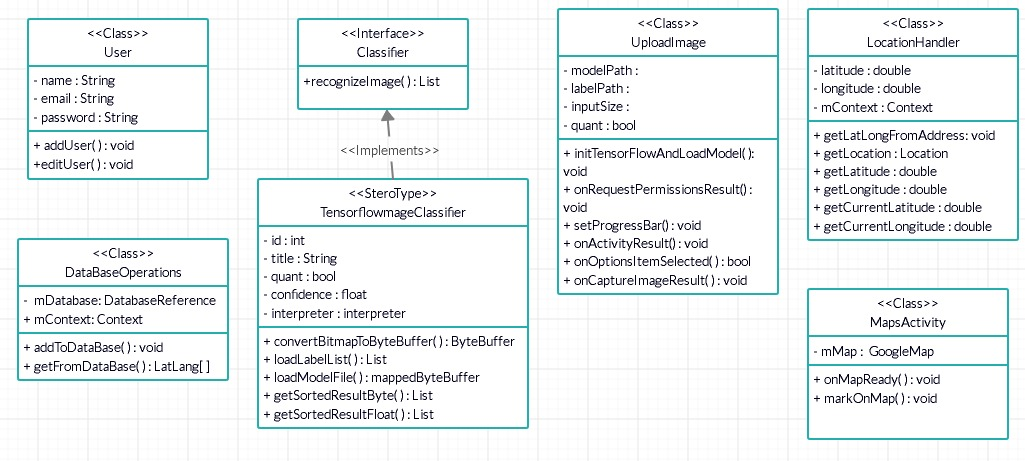 <<Class>>
User
- name : String
- email : String
- password : String
+ addUser( ) : void
+editUser( ) : void
<<Interface>>
Classifier
+recognizeImage( ) : List
<<Implements>>
<<SteroType>>
TensorflowmageClassifier
- id : int
- title : String
- quant : bool
- confidence : float
- interpreter : interpreter
+ convertBitmapToByteBuffer( ) : ByteBuffer
+ loadLabelList( ) : List
+ loadModelFile( ) : mappedByteBuffer
+ getSortedResultByte( ) : List
+ getSortedResultFloat( ) : List
<<Class>>
DataBaseOperations
- mDatabase: DatabaseReference
+ mContext: Context
+ addToDataBase( ) : void
+ getFromDataBase( ) : LatLang[ ]
<<Class>>
UploadImage
- modelPath :
- labelPath :
- inputSize :
- quant : bool
+ initTensorFlowAndLoadModel( ):
void
+ onRequestPermissionsResult( ) :
void
+ setProgressBar( ) : void
+ onActivityResult( ) : void
+ onOptionsItemSelected( ) : bool
+ onCaptureImageResult( ) : void
<<Class>>
LocationHandler
- latitude : double
- longitude : double
- mContext : Context
+ getLatLongFromAddress: void
+ getLocation : Location
+ getLatitude : double
+ getLongitude : double
+ getCurrentLatitude : double
+ getCurrentLongitude : double
<<Class>>
MapsActivity
- mMap : GoogleMap
+ onMapReady( ) : void
+ markOnMap( ) : void